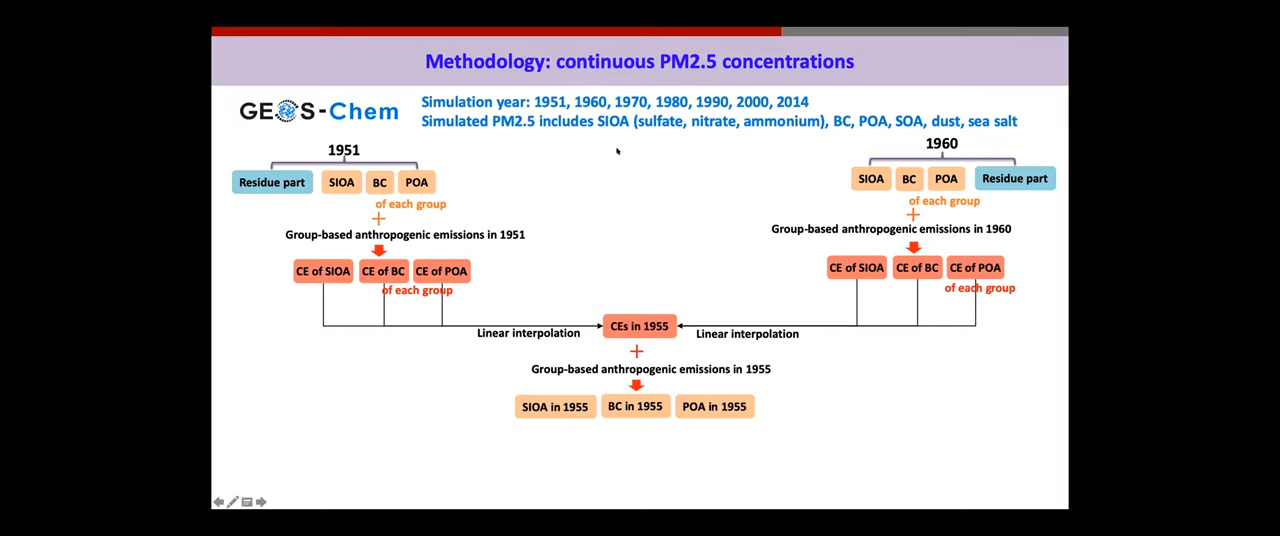 Methodology: continuous PM2.5 concentrations
GEOS-Chem
Simulation year: 1951, 1960, 1970, 1980, 1990, 2000, 2014
Simulated PM2.5 includes SIOA (sulfate, nitrate, ammonium), BC, POA, SOA, dust, sea salt
1951
Residue part SIOA BC POA
of each group
+
Group-based anthropogenic emissions in 1951
CE of SIOA CE of BC CE of POA
of each group
1960
SIOA BC POA Residue part
of each group
+
Group-based anthropogenic emissions in 1960
CE of SIOA CE of BC CE of POA
of each group
Linear interpolation CEs in 1955 Linear interpolation
+
Group-based anthropogenic emissions in 1955
SIOA in 1955 BC in 1955 POA in 1955